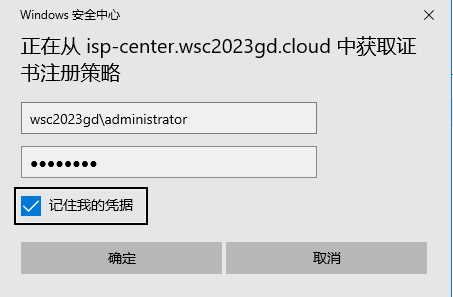 Windows 安全中心
正在从 isp-center.wsc2023gd.cloud 中获取证
书注册策略
wsc2023gd\administrator
●●●●●●●●
记住我的凭据
确定
取消